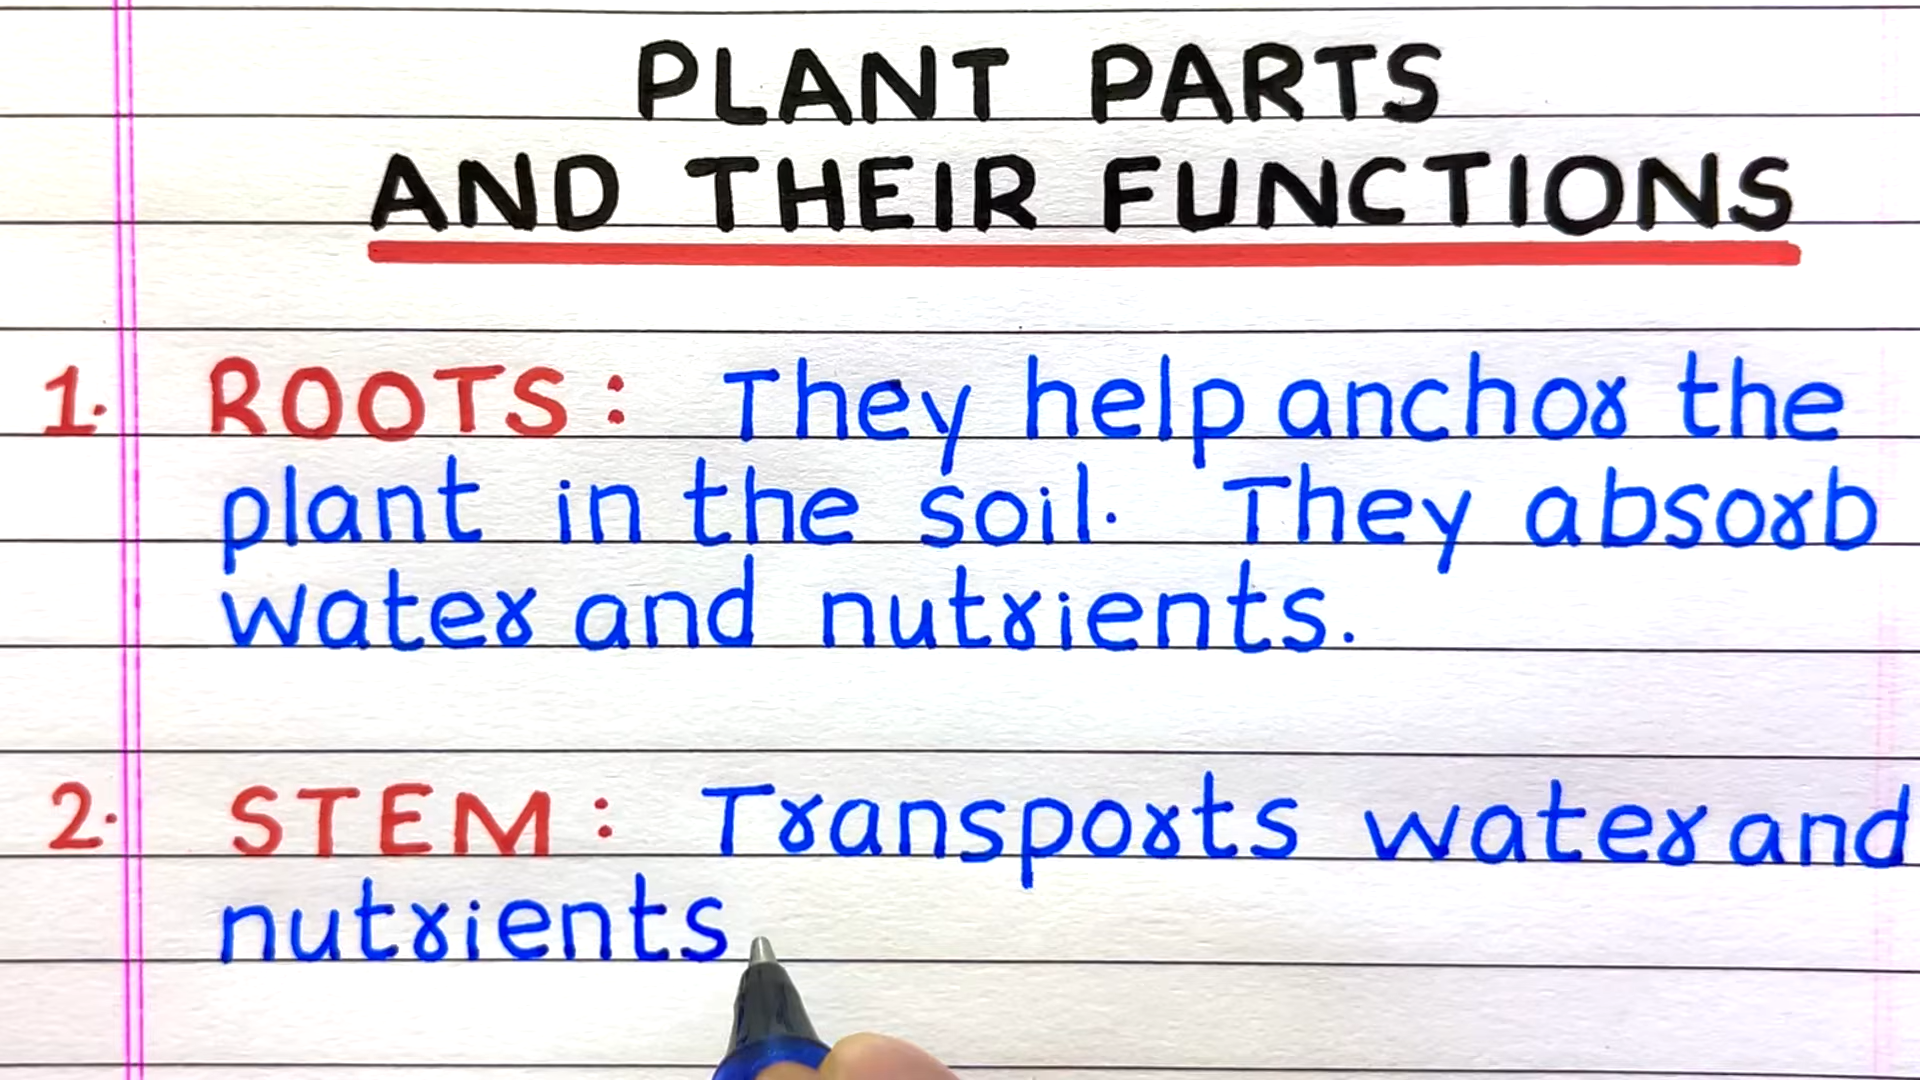 PLANT PARTS
AND THEIR FUNCTIONS
1. ROOTS: They help anchor the
plant in the soil. They absorb
water and nutrients.
2. STEM: Transports water and
nutrients